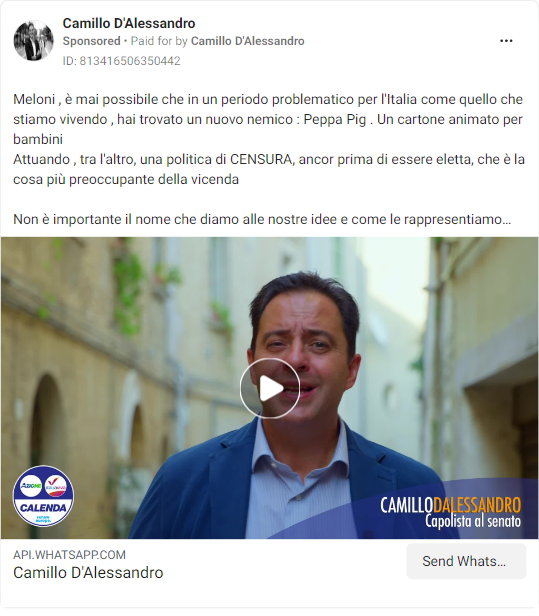 Camillo D'Alessandro
Sponsored • Paid for by Camillo D'Alessandro
ID: 813416506350442
Meloni , è mai possibile che in un periodo problematico per l'Italia come quello che
stiamo vivendo , hai trovato un nuovo nemico : Peppa Pig . Un cartone animato per
bambini
Attuando , tra l'altro, una politica di CENSURA, ancor prima di essere eletta, che è la
cosa più preoccupante della vicenda
Non è importante il nome che diamo alle nostre idee e come le rappresentiamo...
AZIONE
ITALIA VIVA
CALENDA
CAMILLODALESSANDRO
Capolista al senato
API.WHATSAPP.COM
Camillo D'Alessandro
Send Whats...